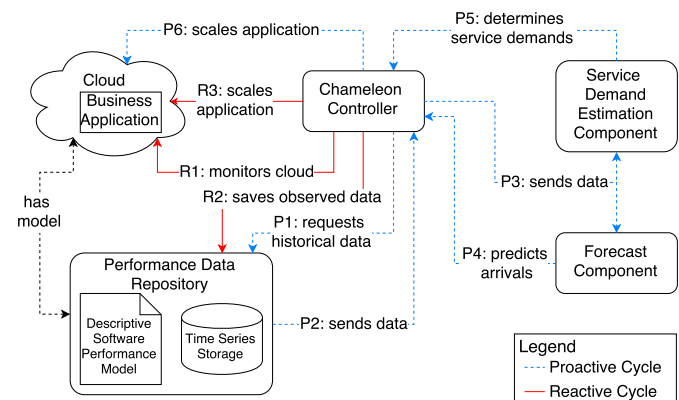 P6: scales application
P5: determines
service demands
Cloud
Business
Application
R3: scales
application
Chameleon
Controller
Service
Demand
Estimation
Component
R1: monitors cloud
P3: sends data
R2: saves observed data
has
model
P1: requests
historical data
P4: predicts
arrivals
Forecast
Component
Performance Data
Repository
Descriptive
Software
Performance
Model
Time Series
Storage
P2: sends data
Legend
Proactive Cycle
Reactive Cycle